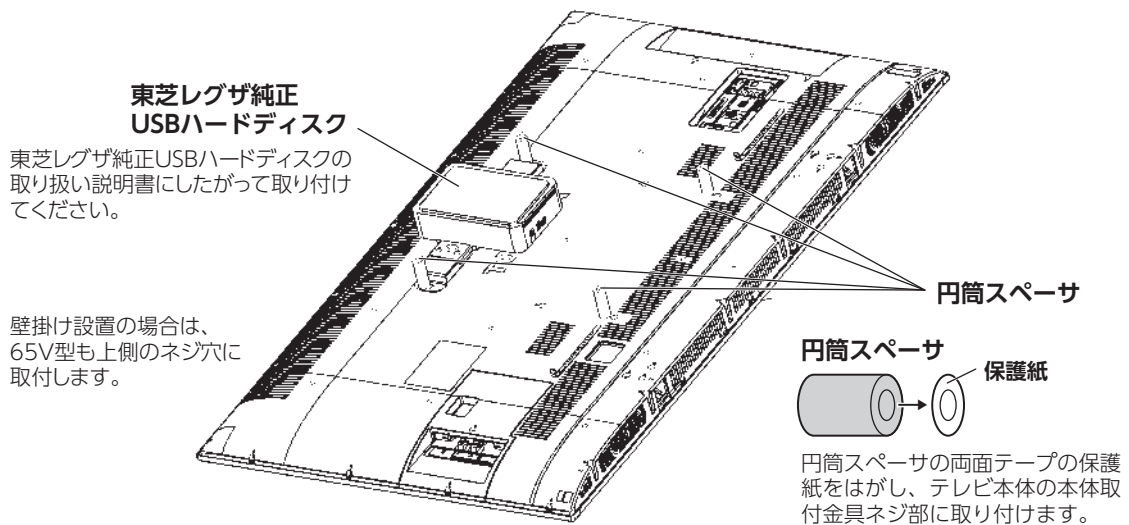 東芝レグザ純正
USBハードディスク
東芝レグザ純正USBハードディスクの
取り扱い説明書にしたがって取り付け
てください。
壁掛け設置の場合は、
65V型も上側のネジ穴に
取付します。
円筒スペーサ
円筒スペーサ
保護紙
円筒スペーサの両面テープの保護
紙をはがし、テレビ本体の本体取
付金具ネジ部に取り付けます。